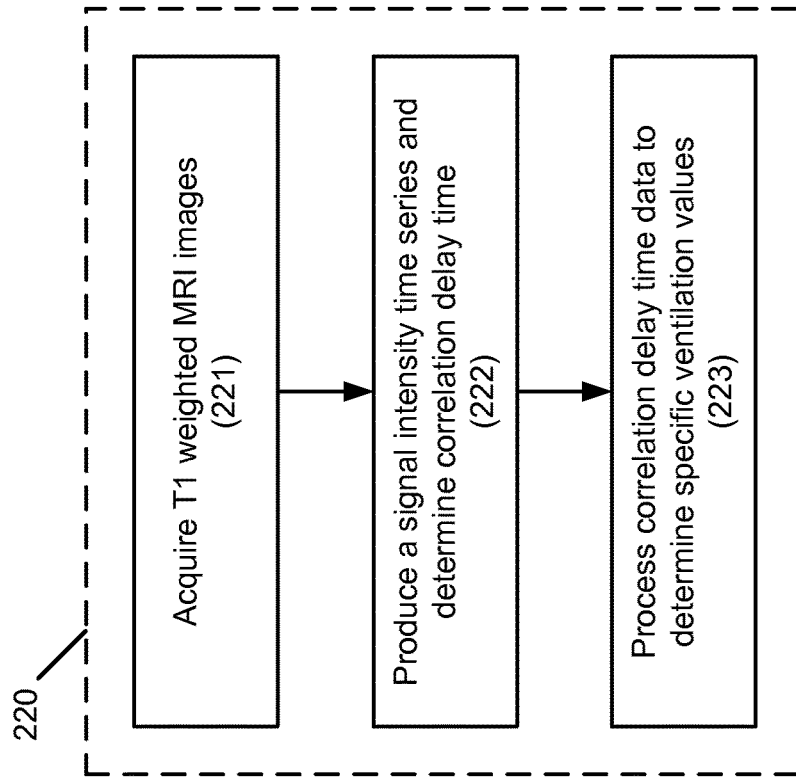 220
Acquire T1 weighted MRI images
(221)
Produce a signal intensity time series and
determine correlation delay time
(222)
Process correlation delay time data to
determine specific ventilation values
(223)